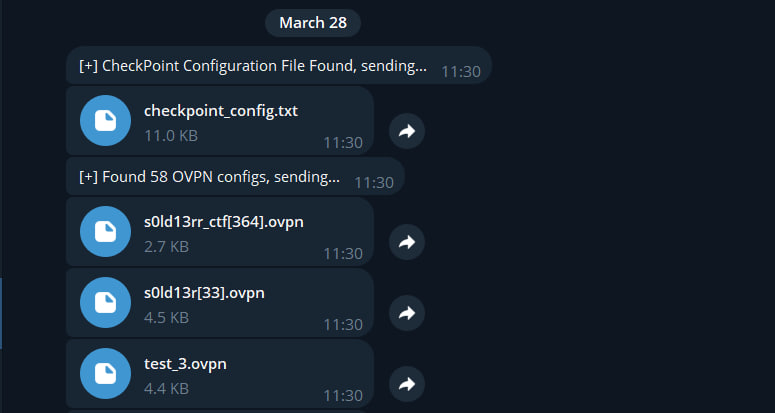 March 28
[+] CheckPoint Configuration File Found, sending... 11:30
checkpoint_config.txt
11.0 KB 11:30
[+] Found 58 OVPN configs, sending... 11:30
s0ld13rr_ctf[364].ovpn
2.7 KB 11:30
s0ld13r[33].ovpn
4.5 KB 11:30
test_3.ovpn
4.4 KB 11:30